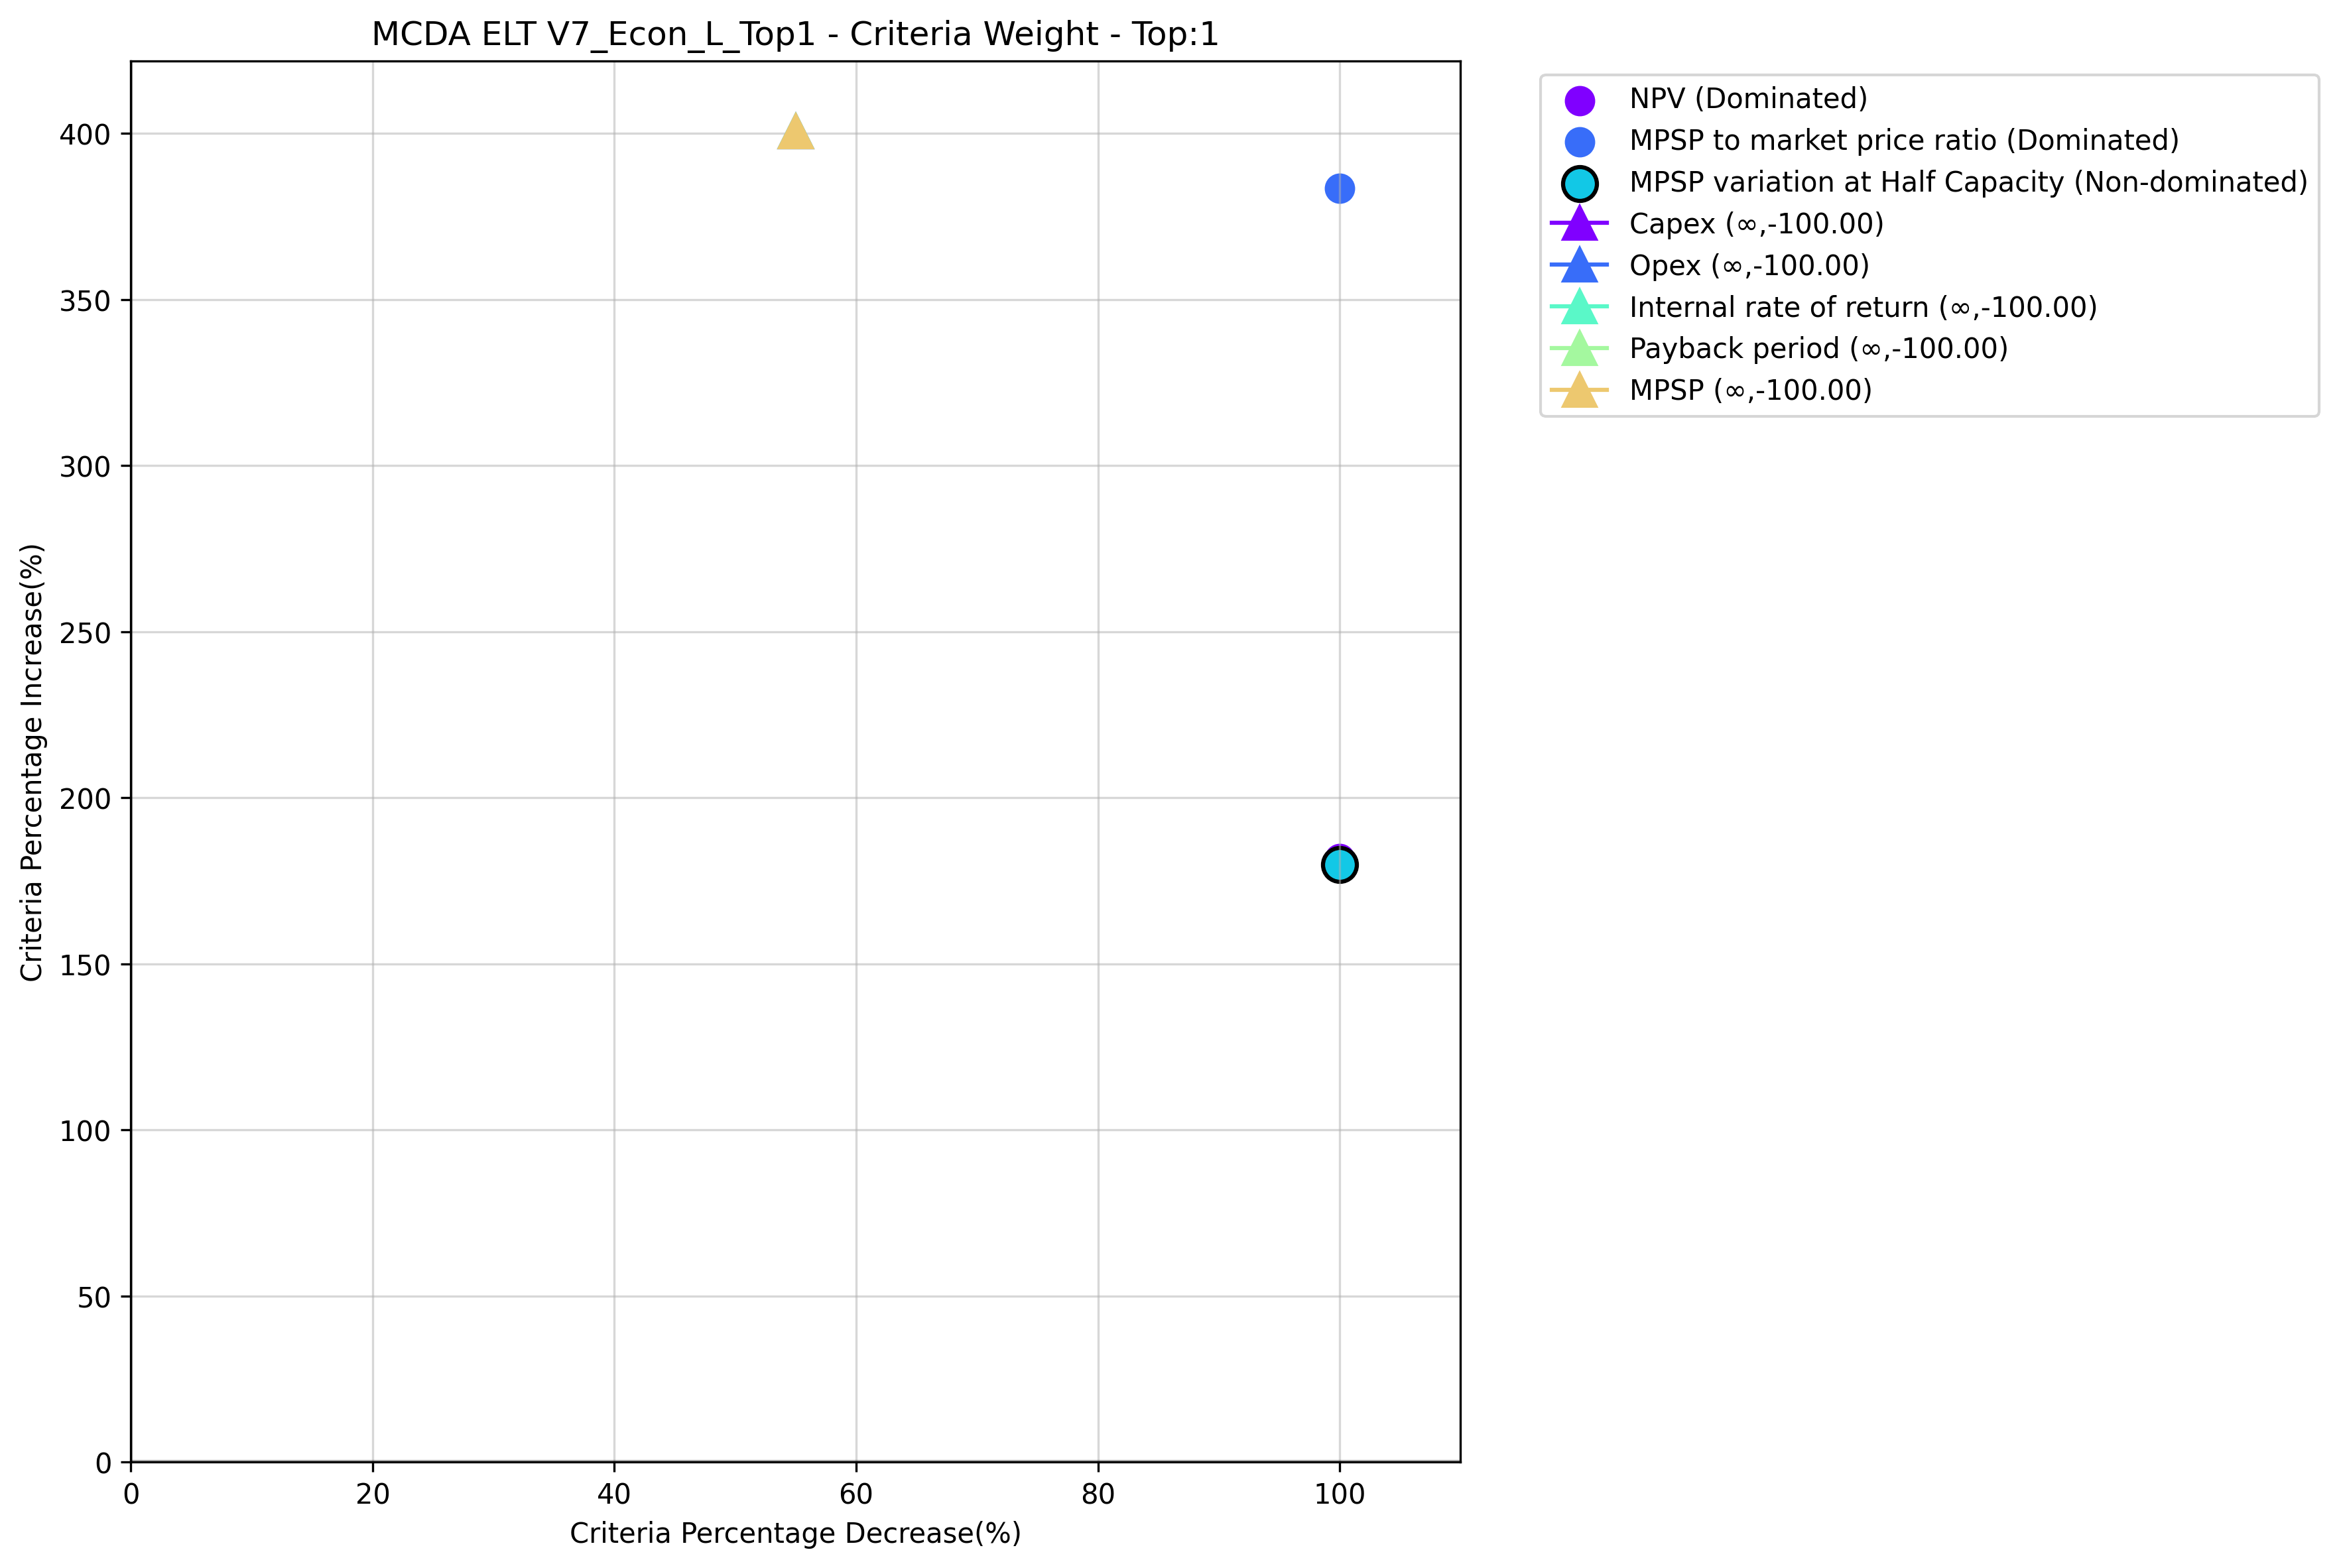 MCDA ELT V7_Econ_L_Top1 - Criteria Weight - Top:1
NPV (Dominated)
MPSP to market price ratio (Dominated)
MPSP variation at Half Capacity (Non-dominated)
Capex (∞,-100.00)
Opex (∞,-100.00)
Internal rate of return (∞,-100.00)
Payback period (∞,-100.00)
MPSP (∞,-100.00)
Criteria Percentage Increase(%)
400
350
300
250
200
150
100
50
0
0 20 40 60 80 100
Criteria Percentage Decrease(%)